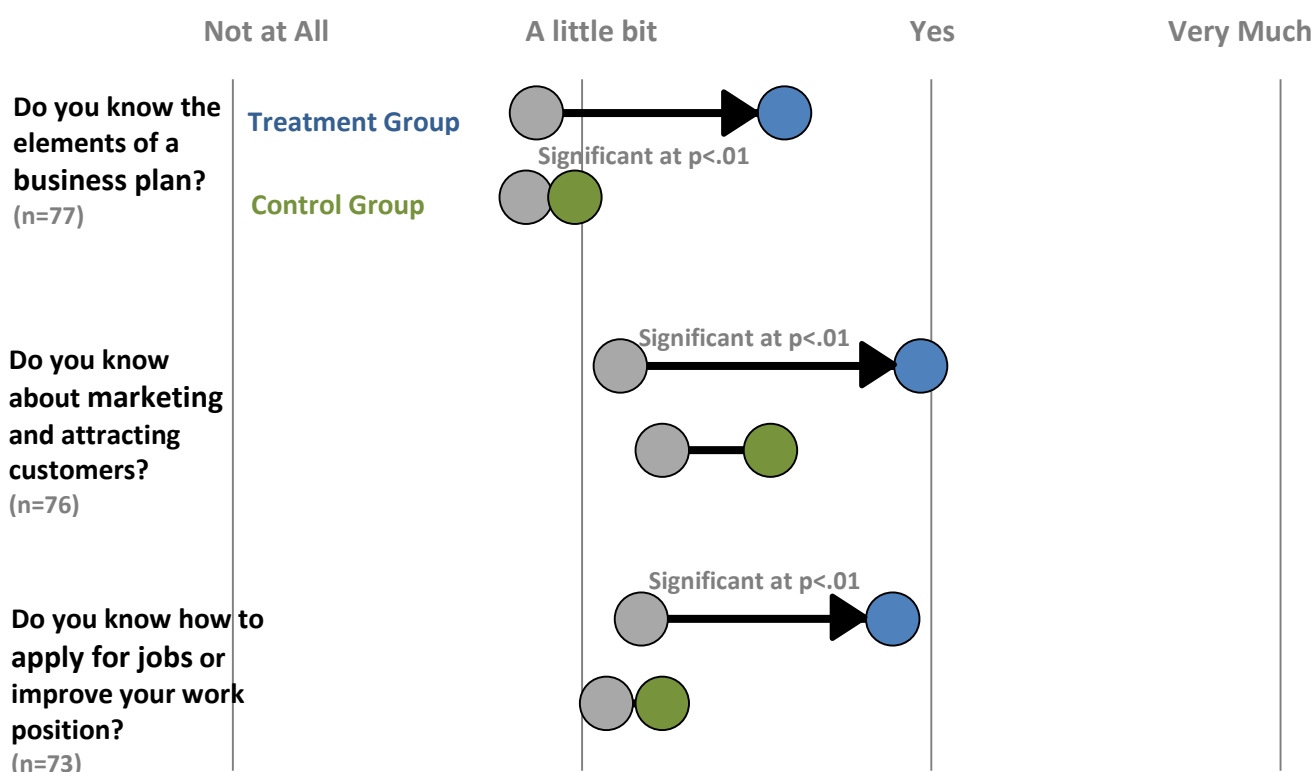 Not at All
A little bit
Yes
Very Much
Do you know the
elements of a
business plan?
(n=77)
Treatment Group
Significant at p<.01
Control Group
Do you know
about marketing
and attracting
customers?
(n=76)
Significant at p<.01
Do you know how to
apply for jobs or
improve your work
position?
(n=73)
Significant at p<.01